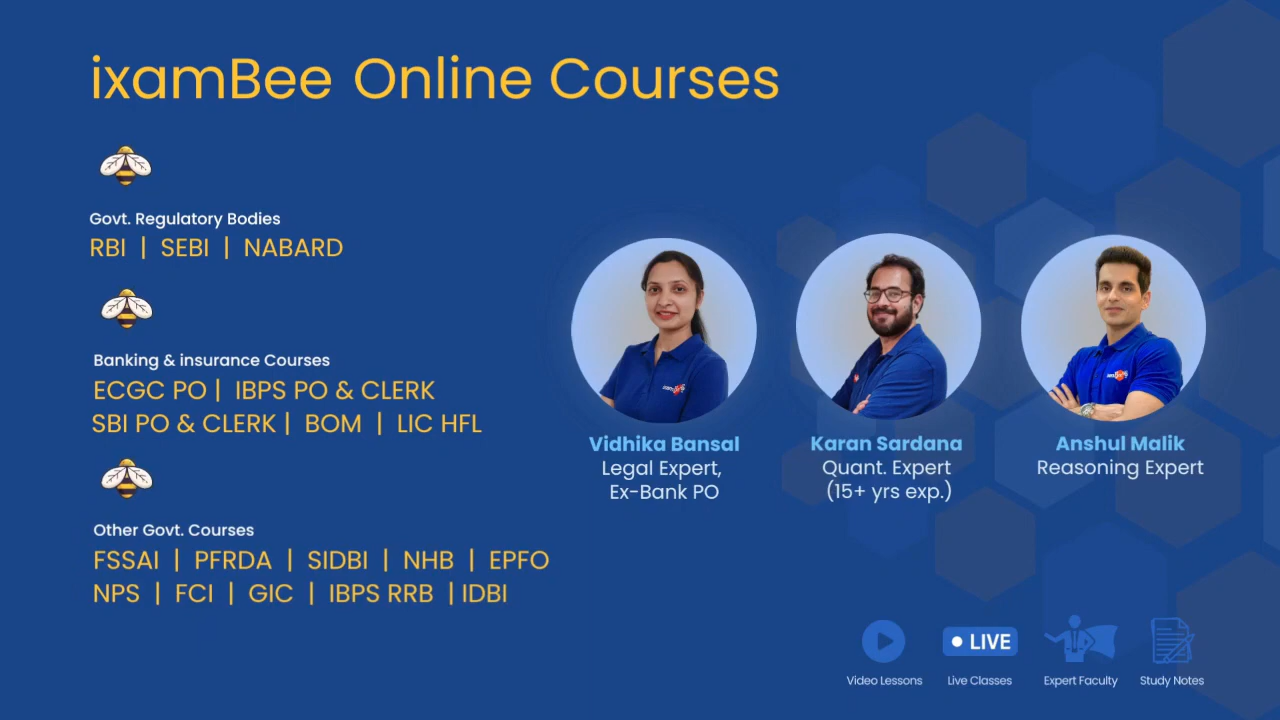 ixamBee Online Courses
Govt. Regulatory Bodies
RBI | SEBI | NABARD
Banking & insurance Courses
ECGC PO | IBPS PO & CLERK
SBI PO & CLERK | BOM | LIC HFL
Other Govt. Courses
FSSAI | PFRDA | SIDBI | NHB | EPFO
NPS | FCI | GIC | IBPS RRB | IDBI
Vidhika Bansal
Legal Expert,
Ex-Bank PO
Karan Sardana
Quant. Expert
(15+ yrs exp.)
Anshul Malik
Reasoning Expert
LIVE
Video Lessons
Live Classes
Expert Faculty
Study Notes